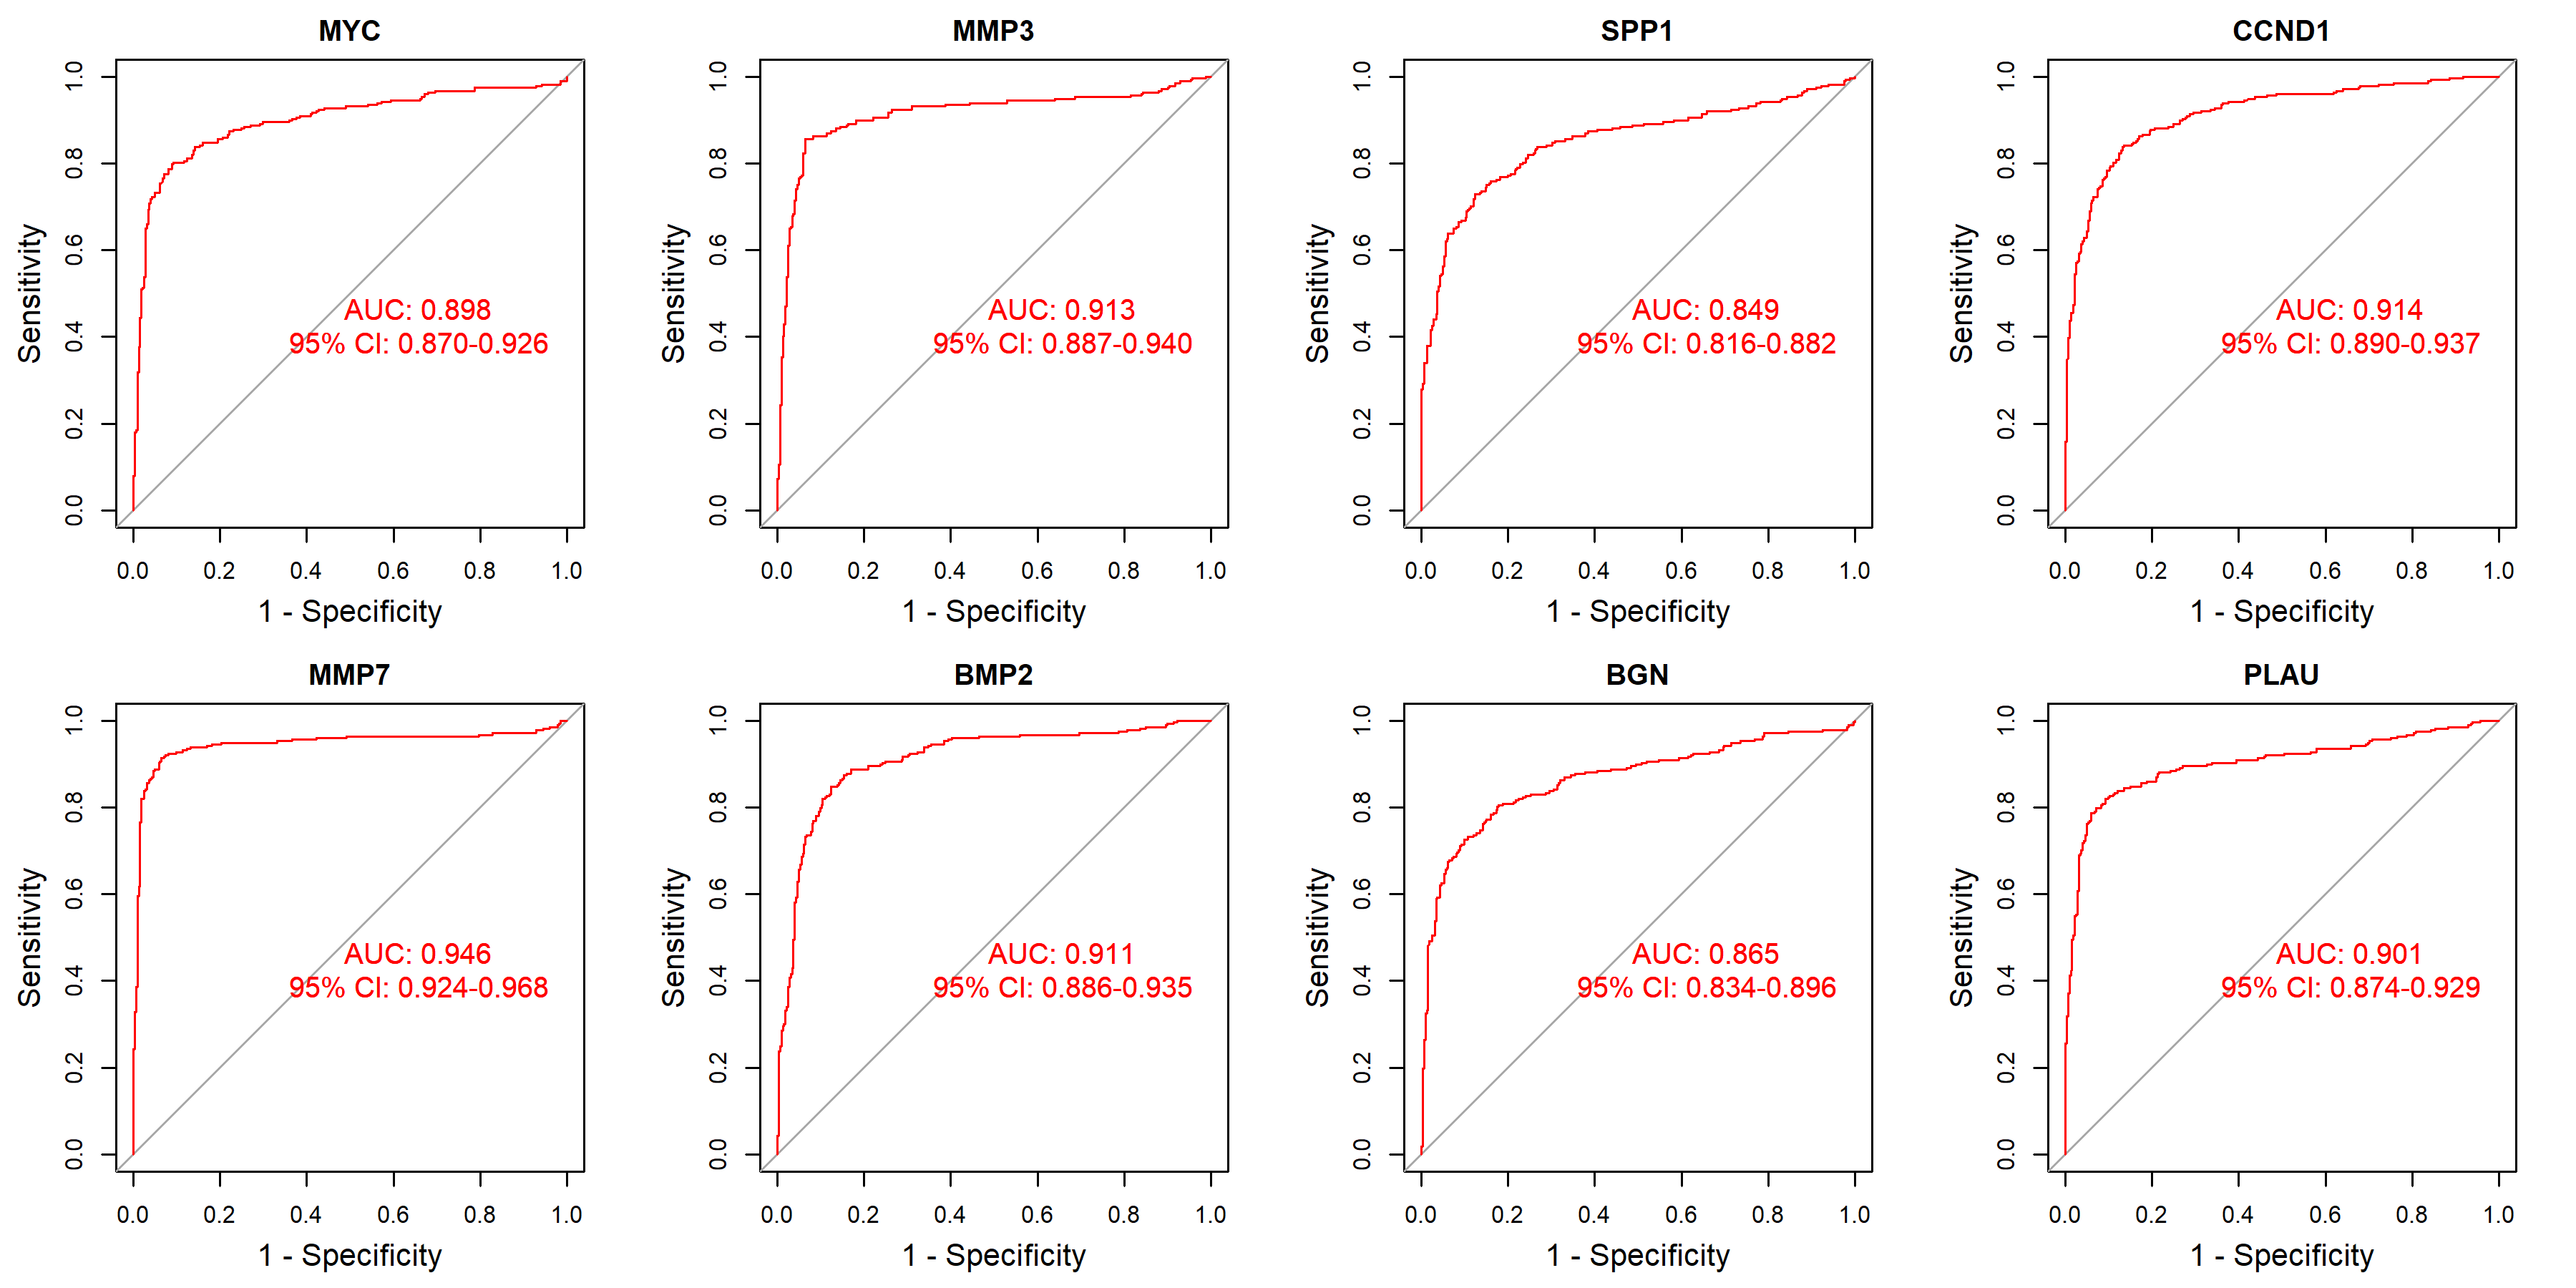 MYC
Sensitivity
1.0
0.8
0.6
0.4
0.2
0.0
AUC: 0.898
95% CI: 0.870-0.926
0.0 0.2 0.4 0.6 0.8 1.0
1 - Specificity
MMP3
Sensitivity
1.0
0.8
0.6
0.4
0.2
0.0
AUC: 0.913
95% CI: 0.887-0.940
0.0 0.2 0.4 0.6 0.8 1.0
1 - Specificity
SPP1
Sensitivity
1.0
0.8
0.6
0.4
0.2
0.0
AUC: 0.849
95% CI: 0.816-0.882
0.0 0.2 0.4 0.6 0.8 1.0
1 - Specificity
CCND1
Sensitivity
1.0
0.8
0.6
0.4
0.2
0.0
AUC: 0.914
95% CI: 0.890-0.937
0.0 0.2 0.4 0.6 0.8 1.0
1 - Specificity
MMP7
Sensitivity
1.0
0.8
0.6
0.4
0.2
0.0
AUC: 0.946
95% CI: 0.924-0.968
0.0 0.2 0.4 0.6 0.8 1.0
1 - Specificity
BMP2
Sensitivity
1.0
0.8
0.6
0.4
0.2
0.0
AUC: 0.911
95% CI: 0.886-0.935
0.0 0.2 0.4 0.6 0.8 1.0
1 - Specificity
BGN
Sensitivity
1.0
0.8
0.6
0.4
0.2
0.0
AUC: 0.865
95% CI: 0.834-0.896
0.0 0.2 0.4 0.6 0.8 1.0
1 - Specificity
PLAU
Sensitivity
1.0
0.8
0.6
0.4
0.2
0.0
AUC: 0.901
95% CI: 0.874-0.929
0.0 0.2 0.4 0.6 0.8 1.0
1 - Specificity